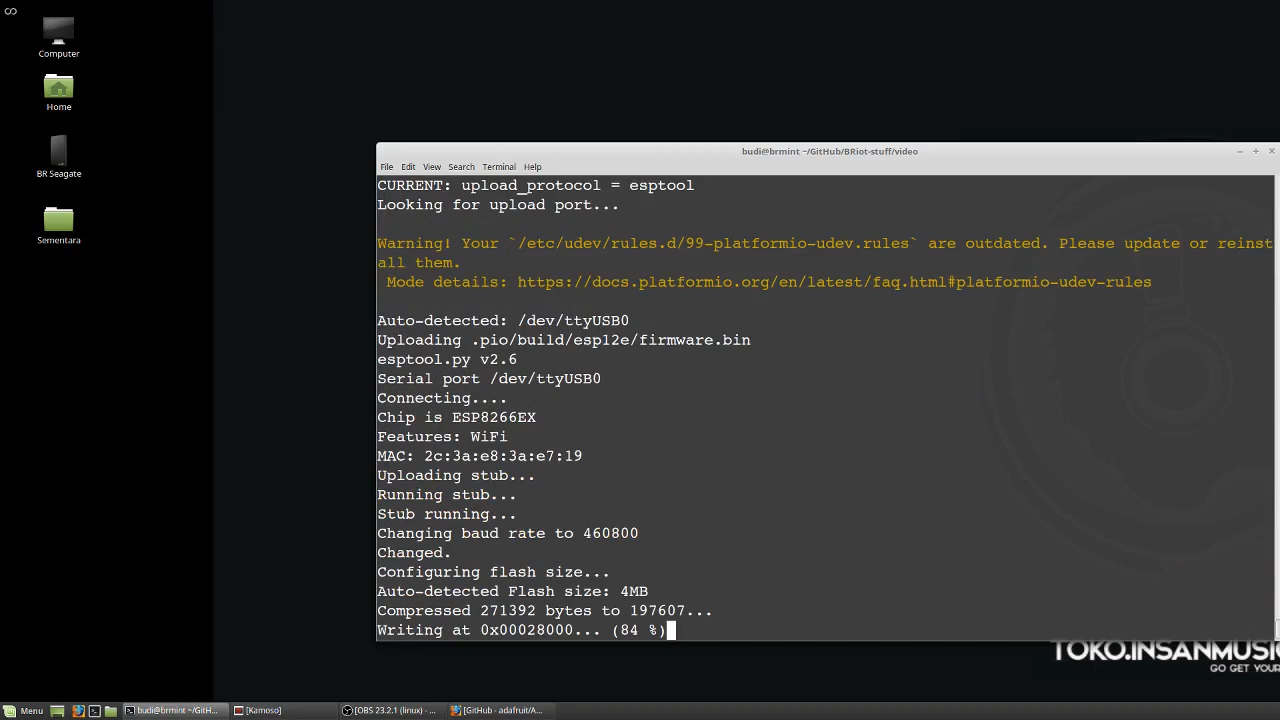 Computer
Home
BR Seagate
Sementara
budi@brmint ~/GitHub/BRiot-stuff/video
File Edit View Search Terminal Help
CURRENT: upload_protocol = esptool
Looking for upload port...
Warning! Your `/etc/udev/rules.d/99-platformio-udev.rules` are outdated. Please update or reinst
all them.
Mode details: https://docs.platformio.org/en/latest/faq.html#platformio-udev-rules
Auto-detected: /dev/ttyUSB0
Uploading .pio/build/esp12e/firmware.bin
esptool.py v2.6
Serial port /dev/ttyUSB0
Connecting....
Chip is ESP8266EX
Features: WiFi
MAC: 2c:3a:e8:3a:e7:19
Uploading stub...
Running stub...
Stub running...
Changing baud rate to 460800
Changed.
Configuring flash size...
Auto-detected Flash size: 4MB
Compressed 271392 bytes to 197607...
Writing at 0x00028000... (84 %)
TOKO.INSANMUSIC
GO GET YOUR
Menu budi@brmint ~/GitH... [Kamoso] [OBS 23.2.1 (linux) - ... [GitHub - adafruit/A...